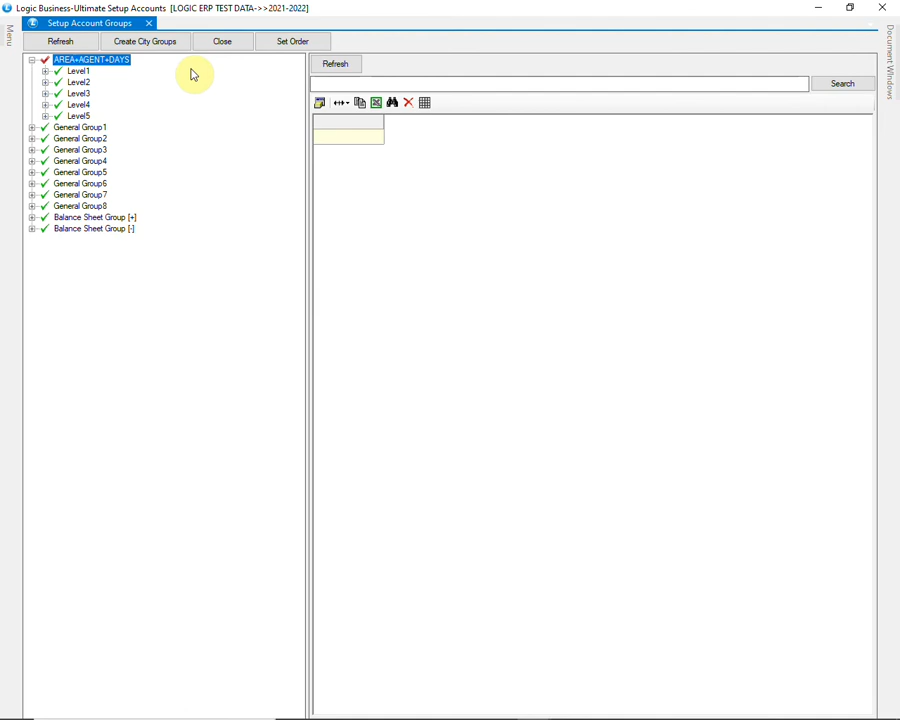 Logic Business-Ultimate Setup Accounts [LOGIC ERP TEST DATA->>2021-2022]
Setup Account Groups
Menu
Document Windows
Refresh
Create City Groups
Close
Set Order
Refresh
Search
AREA+AGENT+DAYS
Level1
Level2
Level3
Level4
Level5
General Group1
General Group2
General Group3
General Group4
General Group5
General Group6
General Group7
General Group8
Balance Sheet Group [+]
Balance Sheet Group [-]